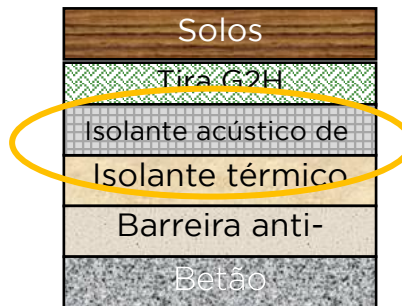 Solos
Tira G2H
Isolante acústico de
Isolante térmico
Barreira anti-
Betão